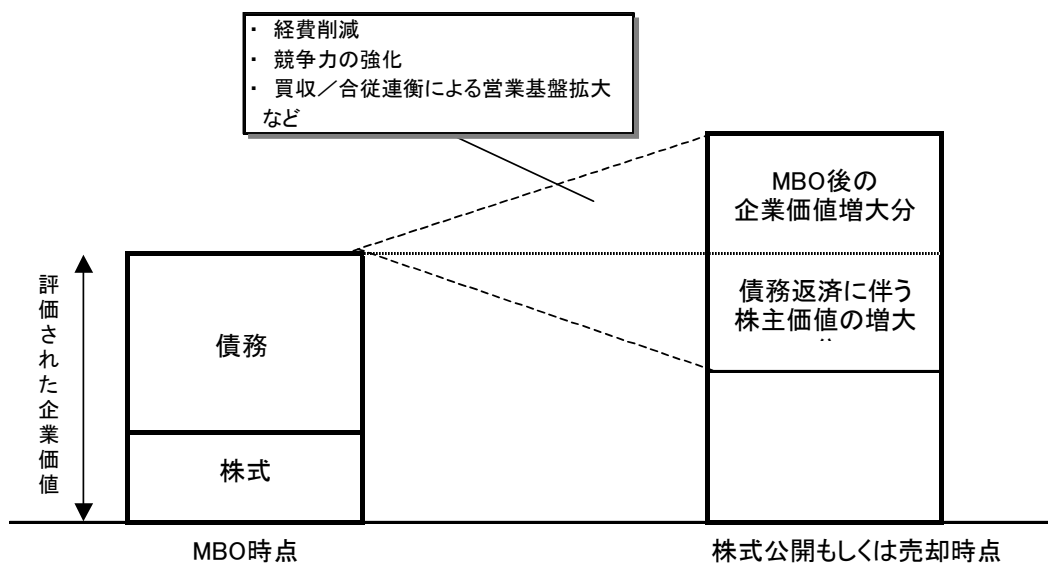 ・ 経費削減
・ 競争力の強化
・ 買収／合従連衡による営業基盤拡大
など
MBO後の
企業価値増大分
債務返済に伴う
株主価値の増大
評価された企業価値
債務
株式
MBO時点
株式公開もしくは売却時点